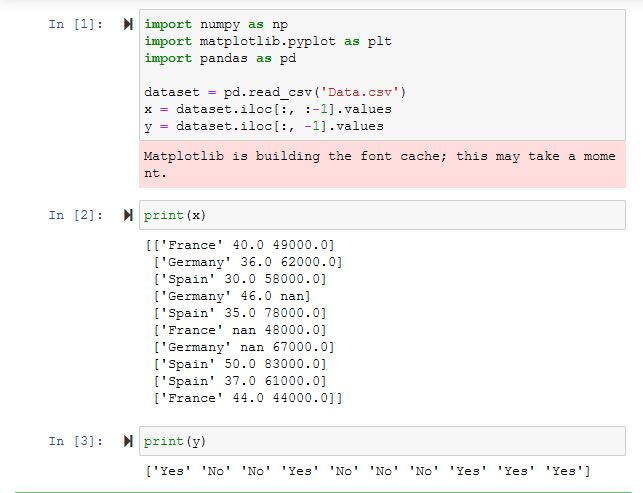 In [1]: import numpy as np
import matplotlib.pyplot as plt
import pandas as pd
dataset = pd.read_csv('Data.csv')
x = dataset.iloc[:, :-1].values
y = dataset.iloc[:, -1].values
Matplotlib is building the font cache; this may take a mome
nt.
In [2]: print(x)
[['France' 40.0 49000.0]
['Germany' 36.0 62000.0]
['Spain' 30.0 58000.0]
['Germany' 46.0 nan]
['Spain' 35.0 78000.0]
['France' nan 48000.0]
['Germany' nan 67000.0]
['Spain' 50.0 83000.0]
['Spain' 37.0 61000.0]
['France' 44.0 44000.0]]
In [3]: print(y)
['Yes' 'No' 'No' 'Yes' 'No' 'No' 'No' 'Yes' 'Yes' 'Yes']